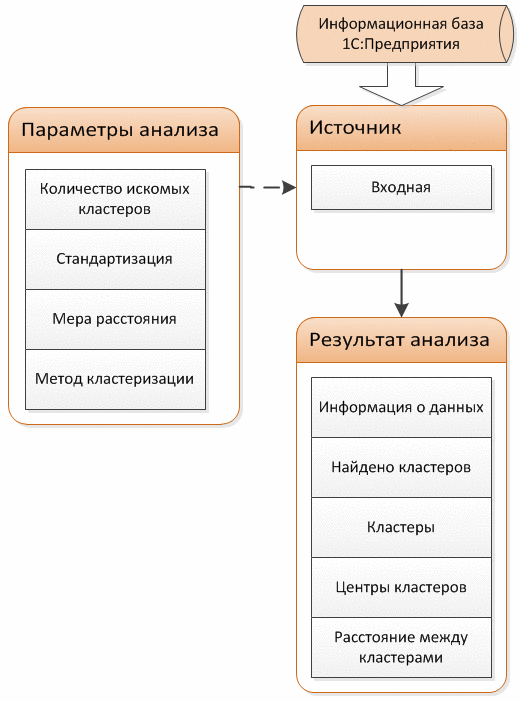 Информационная база
1С:Предприятия
Параметры анализа
Количество искомых
кластеров
Стандартизация
Мера расстояния
Метод кластеризации
Источник
Входная
Результат анализа
Информация о данных
Найдено кластеров
Кластеры
Центры кластеров
Расстояние между
кластерами